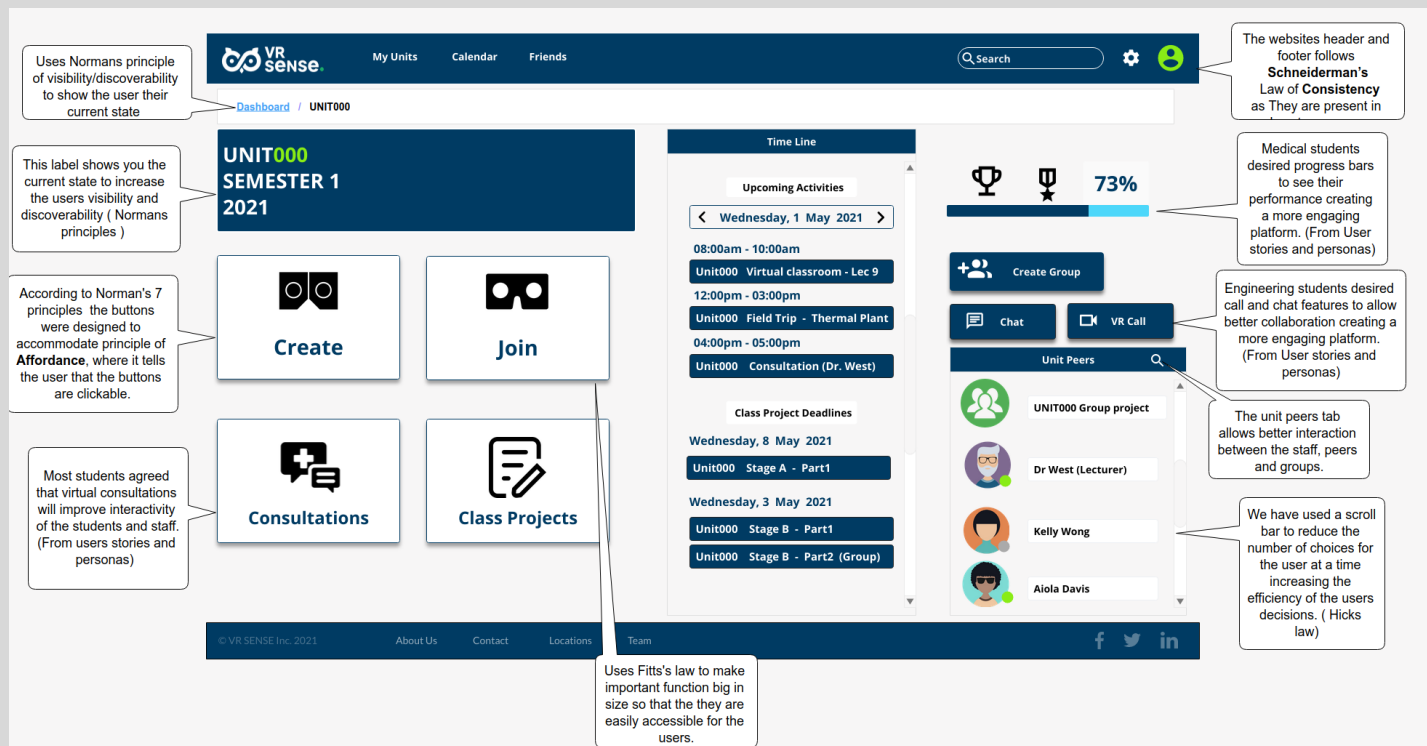 Uses Normans principle
of visibility/discoverability
to show the user their
current state
VR
sense.
My Units
Calendar
Friends
Search
The websites header and
footer follows
Schneiderman's
Law of Consistency
as They are present in
Dashboard / UNIT000
This label shows you the
current state to increase
the users visibility and
discoverability ( Normans
principles )
UNIT000
SEMESTER 1
2021
According to Norman's 7
principles the buttons
were designed to
accommodate principle of
Affordance, where it tells
the user that the buttons
are clickable.
Create
Join
Most students agreed
that virtual consultations
will improve interactivity
of the students and staff.
(From users stories and
personas)
Consultations
Class Projects
Time Line
Upcoming Activities
Wednesday, 1 May 2021
08:00am - 10:00am
Unit000 Virtual classroom - Lec 9
12:00pm - 03:00pm
Unit000 Field Trip - Thermal Plant
04:00pm - 05:00pm
Unit000 Consultation (Dr. West)
Class Project Deadlines
Wednesday, 8 May 2021
Unit000 Stage A - Part1
Wednesday, 3 May 2021
Unit000 Stage B - Part1
Unit000 Stage B - Part2 (Group)
73%
Medical students
desired progress bars
to see their
performance creating
a more engaging
platform. (From User
stories and personas)
Create Group
Chat
VR Call
Engineering students desired
call and chat features to allow
better collaboration creating a
more engaging platform.
(From User stories and
personas)
Unit Peers
UNIT000 Group project
Dr West (Lecturer)
Kelly Wong
Aiola Davis
The unit peers tab
allows better interaction
between the staff, peers
and groups.
We have used a scroll
bar to reduce the
number of choices for
the user at a time
increasing the
efficiency of the users
decisions. ( Hicks
law)
© VR SENSE Inc. 2021
About Us
Contact
Locations
Team
f
in
Uses Fitts's law to make
important function big in
size so that the they are
easily accessible for the
users.